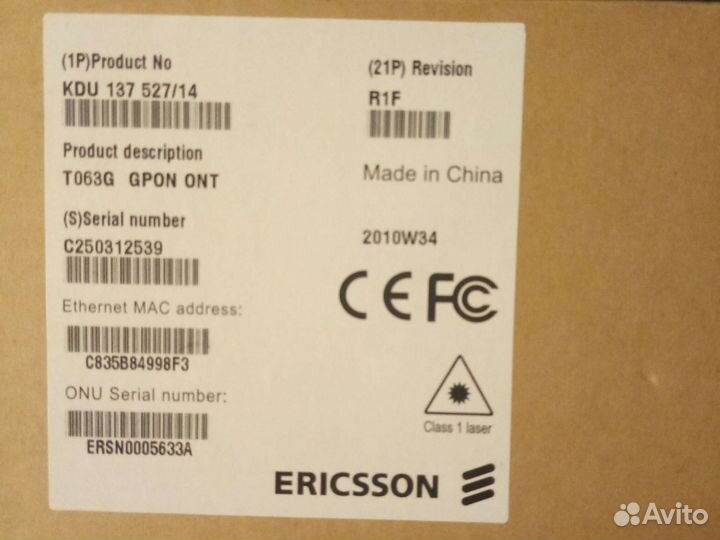 (1P)Product No
KDU 137 527/14
Product description
T063G GPON ONT
(S)Serial number
C250312539
Ethernet MAC address:
C835B84998F3
ONU Serial number:
ERSN0005633A
(21P) Revision
R1F
Made in China
2010W34
CE FC
Class 1 laser
ERICSSON
Avito